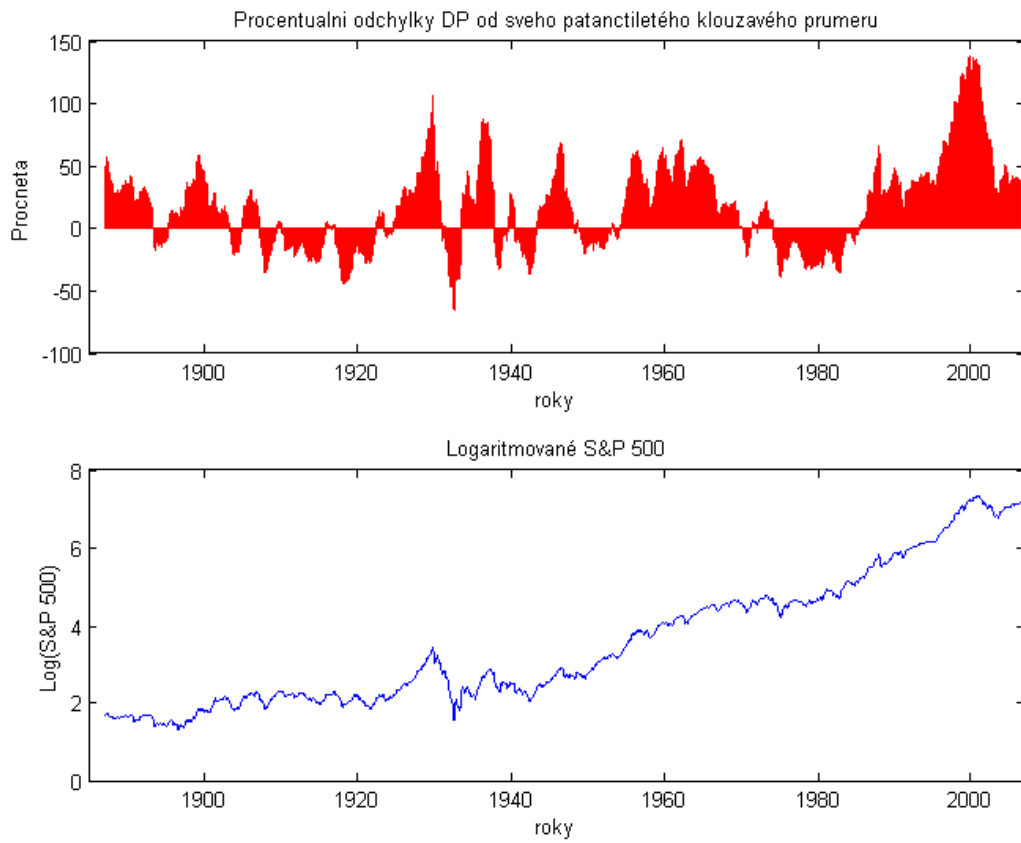 Procentualni odchylky DP od sveho patanctiletého klouzavého prumeru
Procneta
150
100
50
0
-50
-100
1900 1920 1940 1960 1980 2000
roky
Logaritmované S&P 500
Log(S&P 500)
8
6
4
2
0
1900 1920 1940 1960 1980 2000
roky